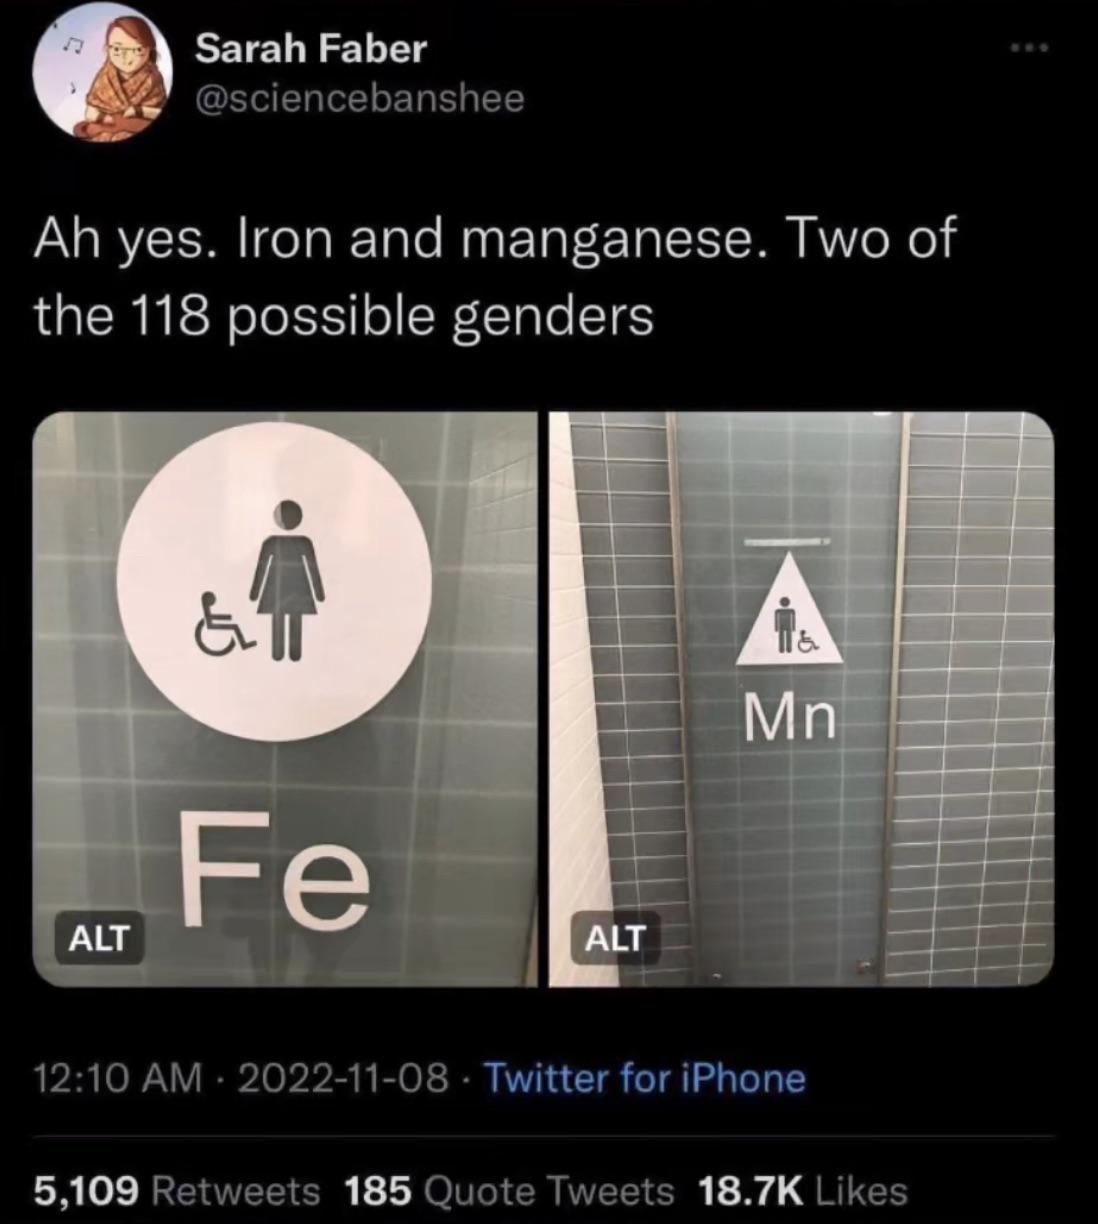 Sarah Faber
@sciencebanshee
Ah yes. Iron and manganese. Two of
the 118 possible genders
Fe
ALT
Mn
ALT
12:10 AM · 2022-11-08 · Twitter for iPhone
5,109 Retweets 185 Quote Tweets 18.7K Likes